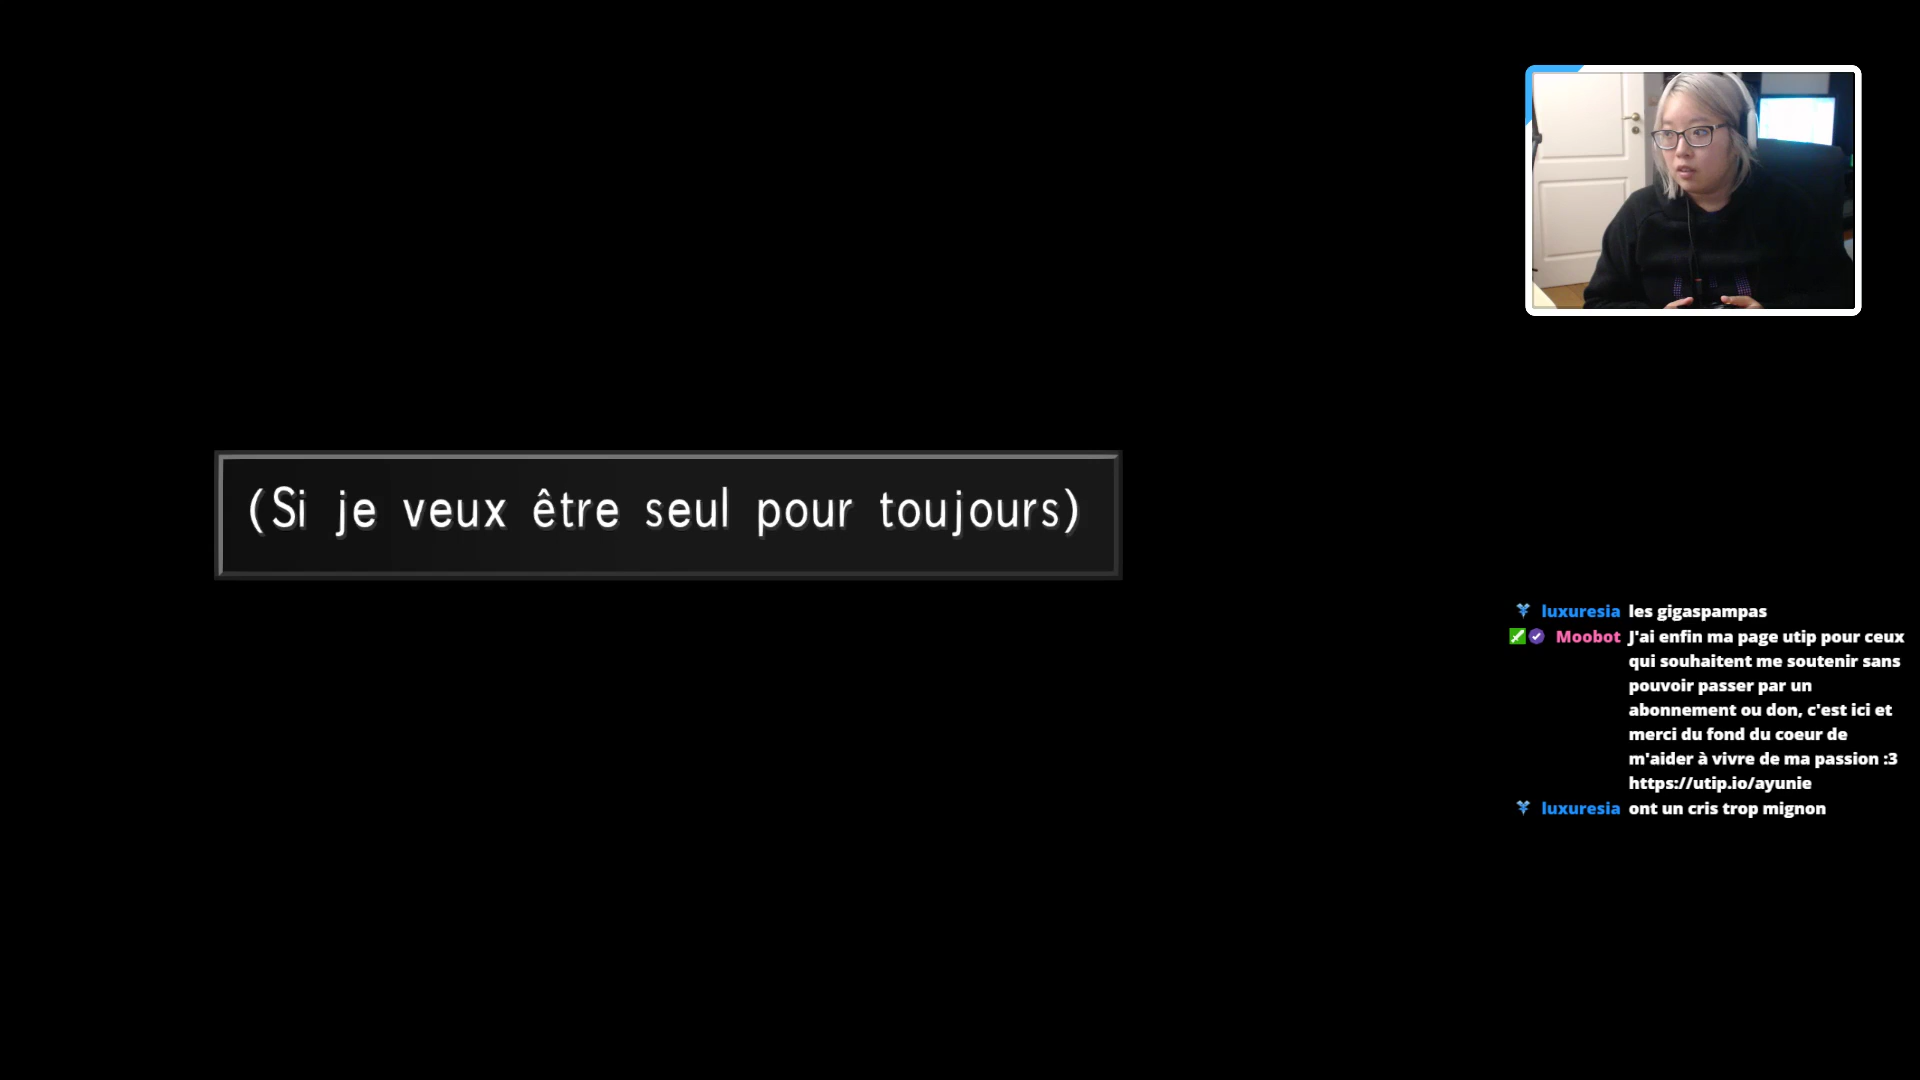 (Si je veux être seul pour toujours)
luxuresia les gigaspampas
Moobot J'ai enfin ma page utip pour ceux
qui souhaitent me soutenir sans
pouvoir passer par un
abonnement ou don, c'est ici et
merci du fond du coeur de
m'aider à vivre de ma passion :3
https://utip.io/ayunie
luxuresia ont un cris trop mignon